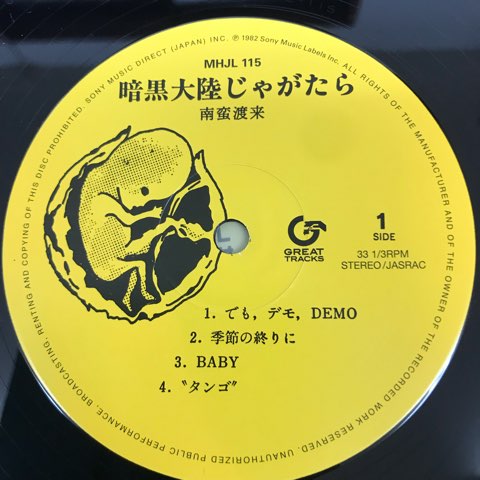 MHJL 115
暗黒大陸じゃがたら
南蛮渡来
GREAT
TRACKS
1
SIDE
33 1/3RPM
STEREO/JASRAC
1. でも, デモ, DEMO
2. 季節の終りに
3. BABY
4. "タンゴ"
SONY MUSIC DIRECT (JAPAN) INC. ℗ 1982 Sony Music Labels Inc. ALL RIGHTS OF THE MANUFACTURER AND OF THE OWNER OF THE RECORDED WORK RESERVED. UNAUTHORIZED PUBLIC PERFORMANCE, BROADCASTING, RENTING AND COPYING OF THIS DISC PROHIBITED.